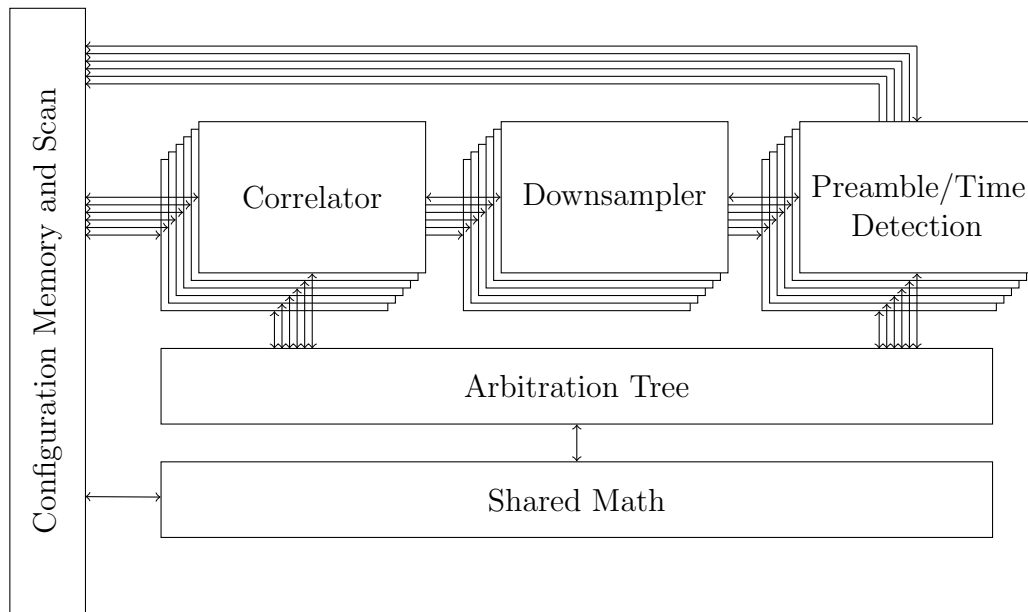 Configuration Memory and Scan
Correlator
Downsampler
Preamble/Time
Detection
Arbitration Tree
Shared Math